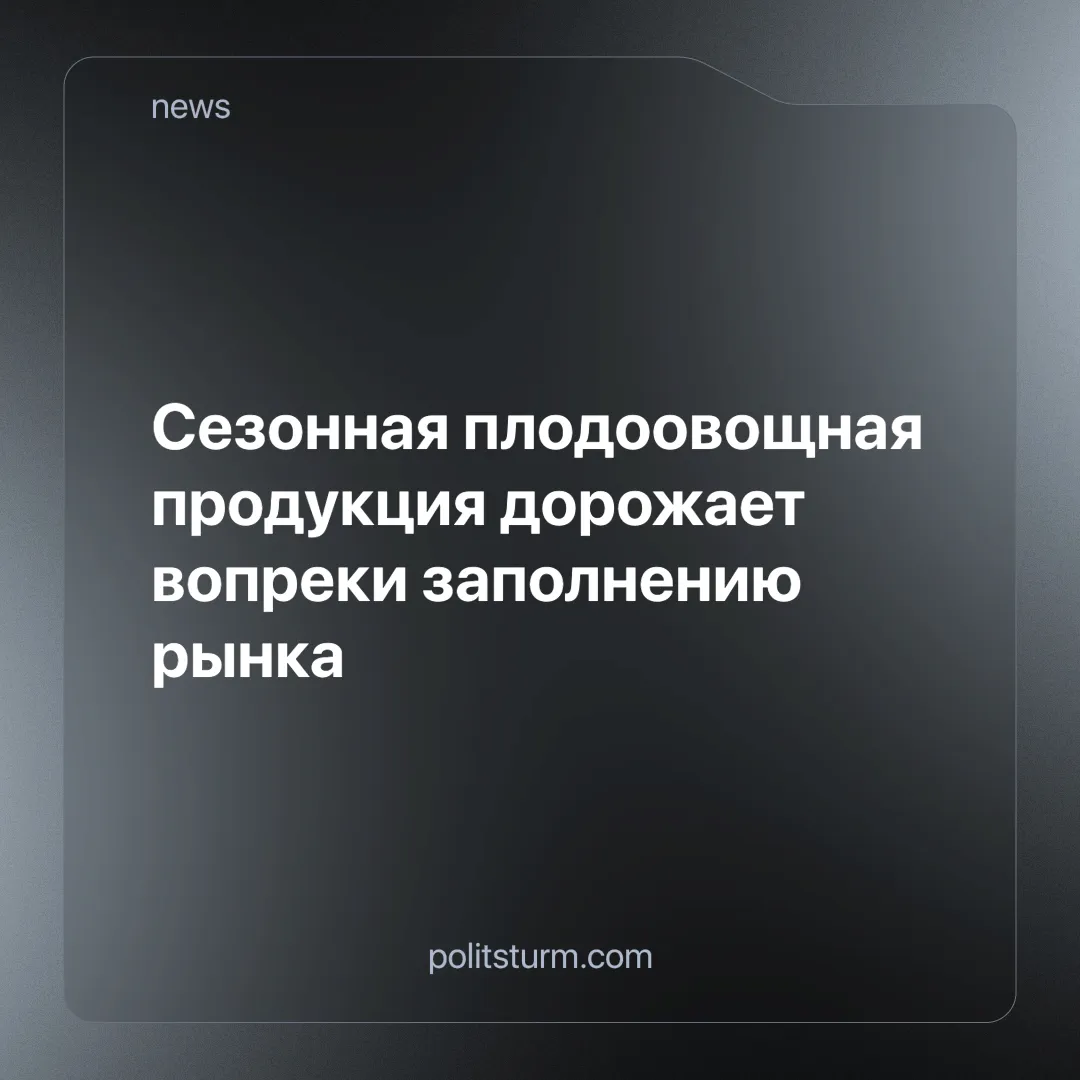 news
Сезонная плодоовощная
продукция дорожает
вопреки заполнению
рынка
politsturm.com